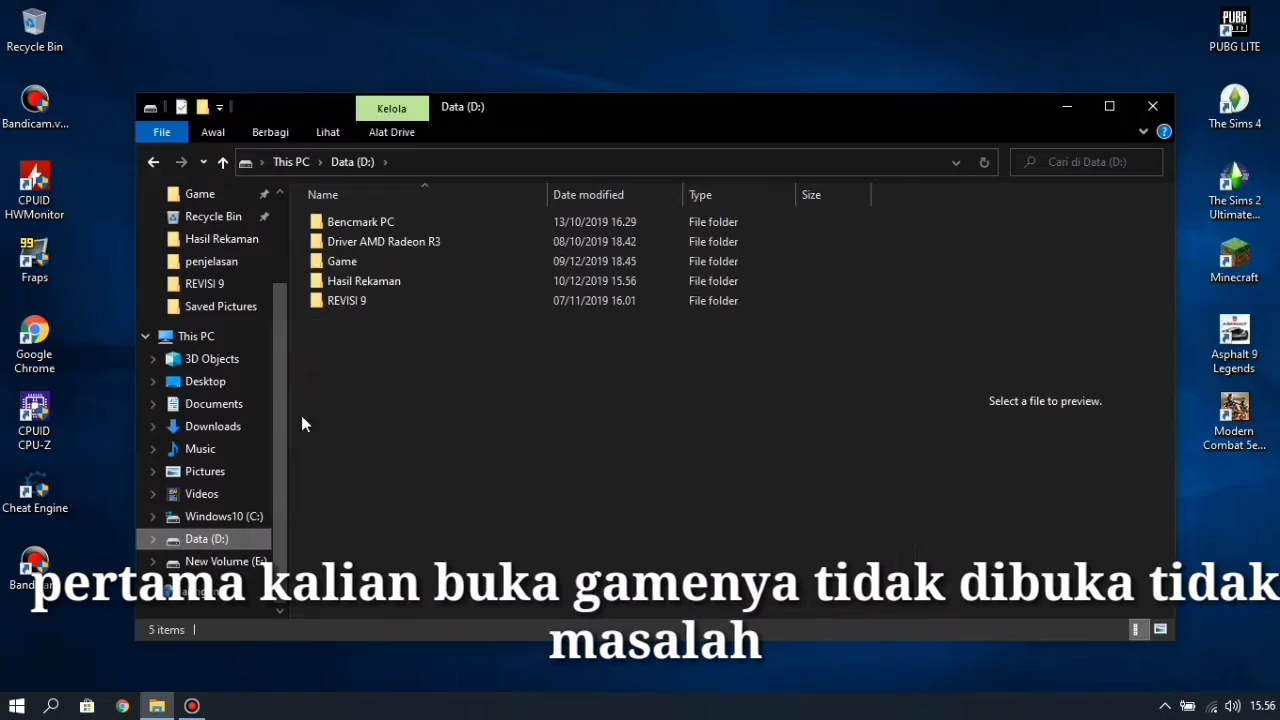 Recycle Bin
Bandicam.v...
CPUID
HWMonitor
99
Fraps
Google
Chrome
CPUID
CPU-Z
Cheat Engine
Kelola
Data (D:)
File
Awal
Berbagi
Lihat
Alat Drive
This PC
Data (D:)
Cari di Data (D:)
Game
Recycle Bin
Hasil Rekaman
penjelasan
REVISI 9
Saved Pictures
This PC
3D Objects
Desktop
Documents
Downloads
Music
Pictures
Videos
Windows10 (C:)
Data (D:)
New Volume (E:
Name
Date modified
Type
Size
Bencmark PC 13/10/2019 16.29 File folder
Driver AMD Radeon R3 08/10/2019 18.42 File folder
Game 09/12/2019 18.45 File folder
Hasil Rekaman 10/12/2019 15.56 File folder
REVISI 9 07/11/2019 16.01 File folder
Select a file to preview.
5 items
PUBG
LITE
PUBG LITE
The Sims 4
The Sims 2
Ultimate...
Minecraft
Asphalt 9
Legends
Modern
Combat 5e...
pertama kalian buka gamenya tidak dibuka tidak
masalah
15.56